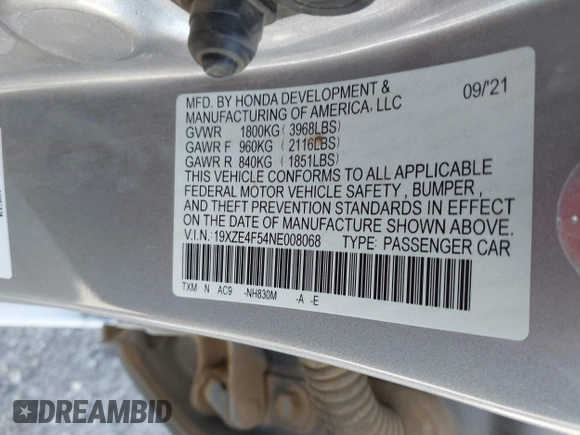 MFD. BY HONDA DEVELOPMENT & 09/'21
MANUFACTURING OF AMERICA, LLC
GVWR 1800KG ( 3968LBS)
GAWR F 960KG ( 2116LBS)
GAWR R 840KG ( 1851LBS)
THIS VEHICLE CONFORMS TO ALL APPLICABLE
FEDERAL MOTOR VEHICLE SAFETY , BUMPER ,
AND THEFT PREVENTION STANDARDS IN EFFECT
ON THE DATE OF MANUFACTURE SHOWN ABOVE.
V.I.N.: 19XZE4F54NE008068 TYPE: PASSENGER CAR
TXM N AC9 -NH830M -A -E
DREAMBID